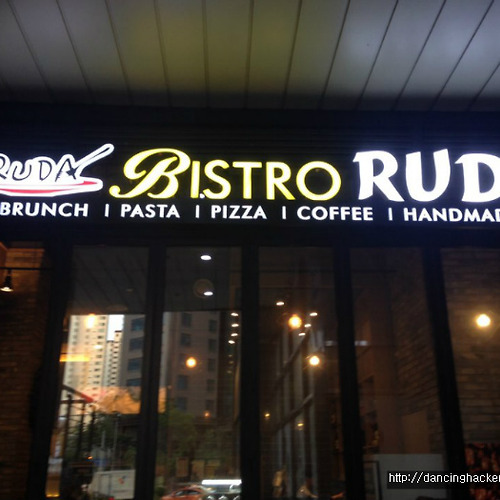 RUDA BISTRO RUD
BRUNCH | PASTA | PIZZA | COFFEE | HANDMAD
http://dancinghacker